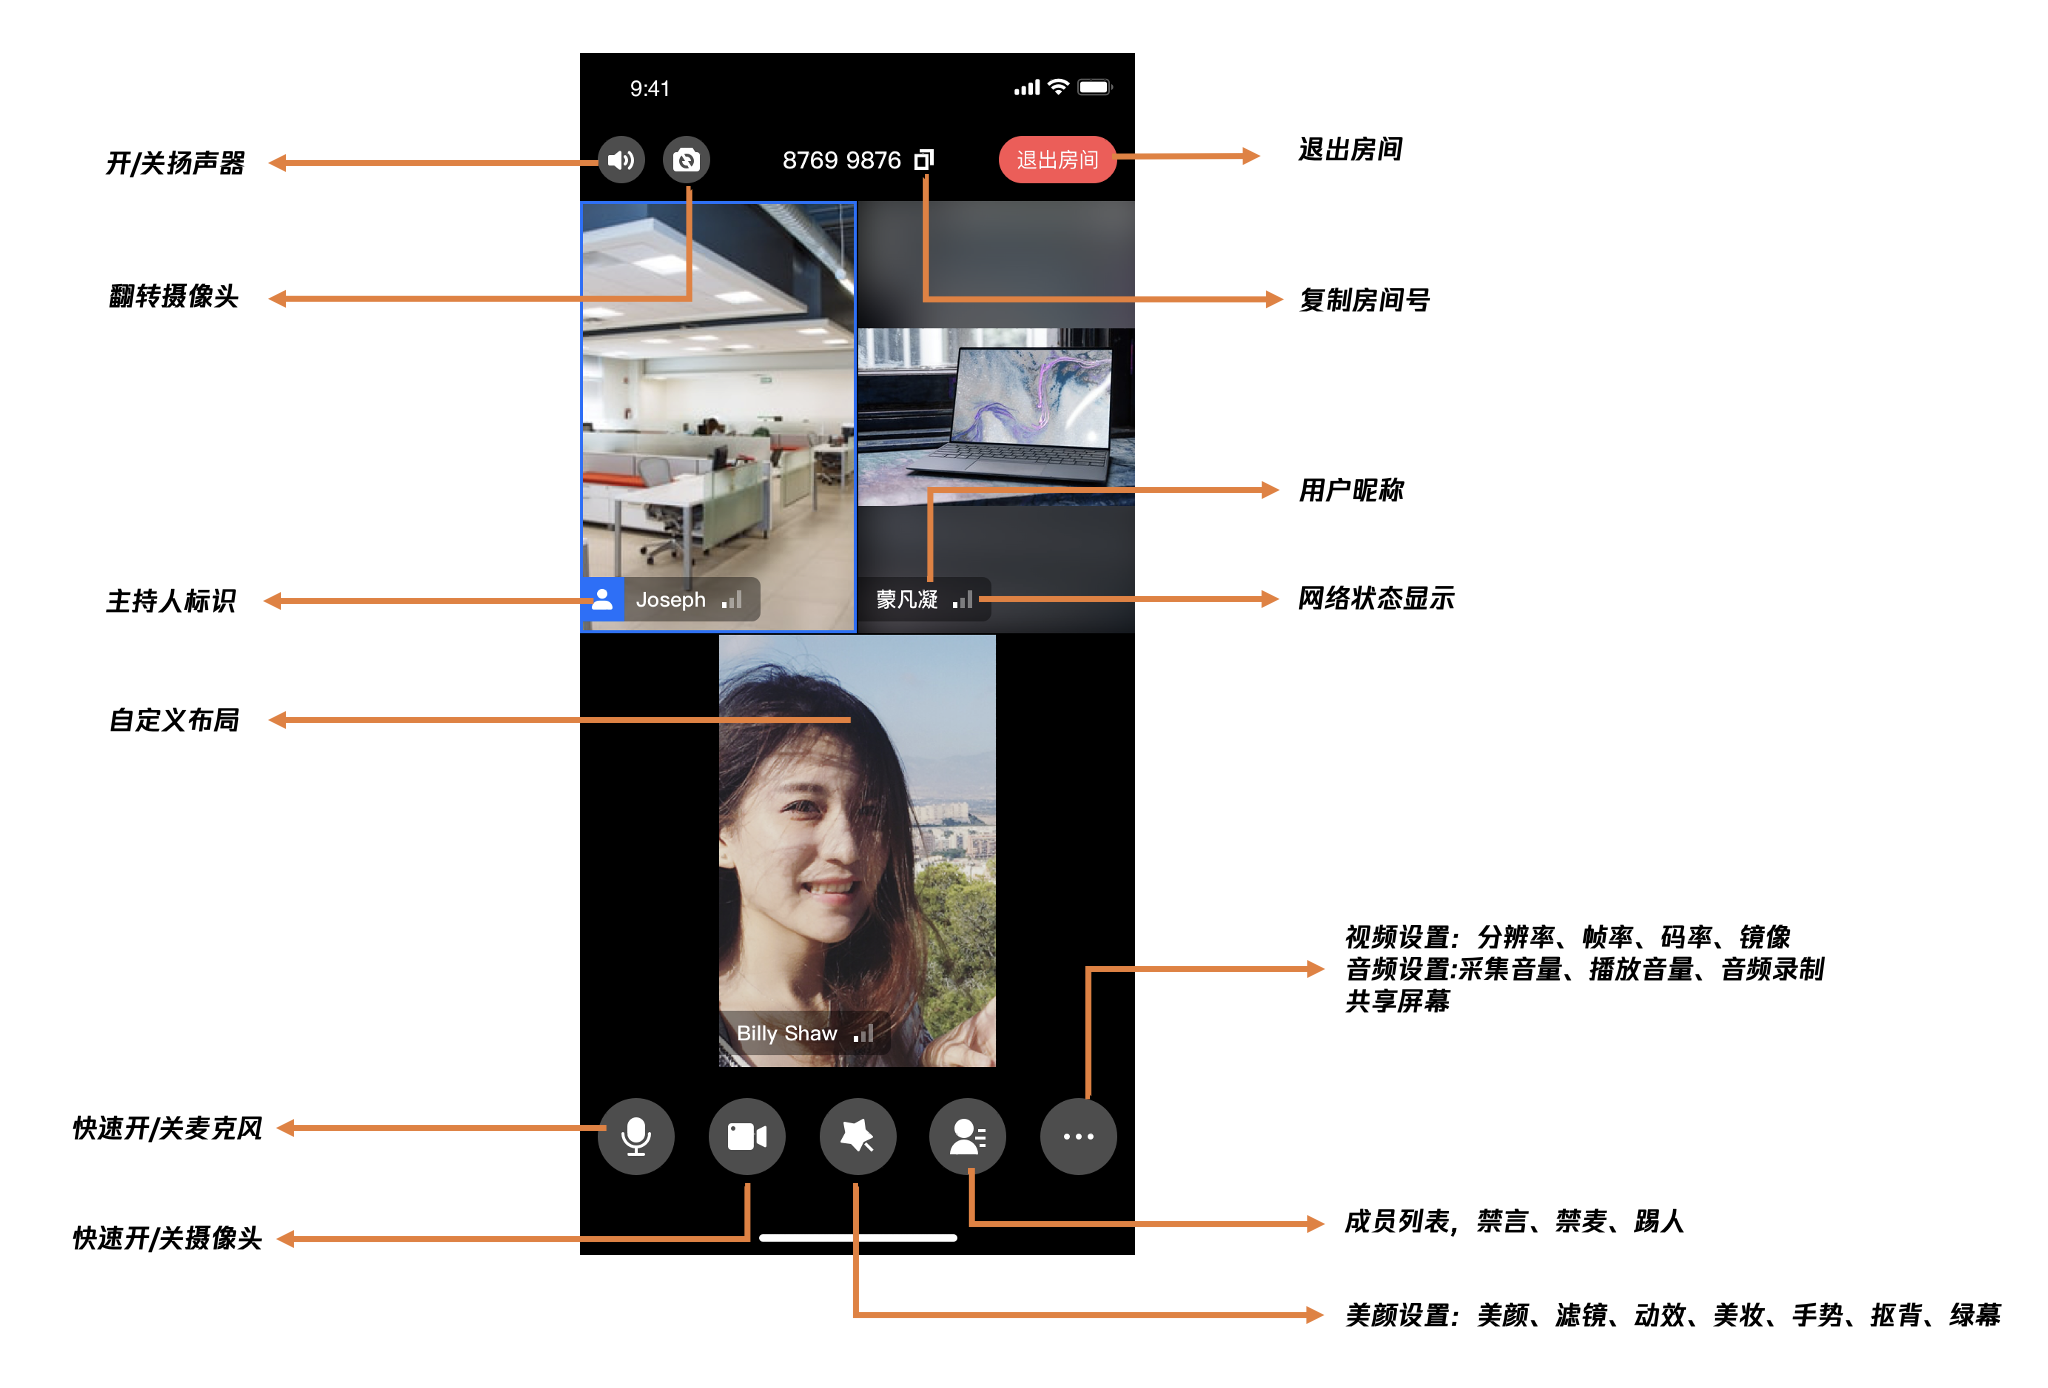 9:41
开/关扬声器
8769 9876
退出房间
退出房间
翻转摄像头
复制房间号
用户昵称
主持人标识
Joseph
蒙凡凝
网络状态显示
自定义布局
视频设置：分辨率、帧率、码率、镜像
音频设置:采集音量、播放音量、音频录制
共享屏幕
Billy Shaw
快速开/关麦克风
快速开/关摄像头
成员列表，禁言、禁麦、踢人
美颜设置：美颜、滤镜、动效、美妆、手势、抠背、绿幕